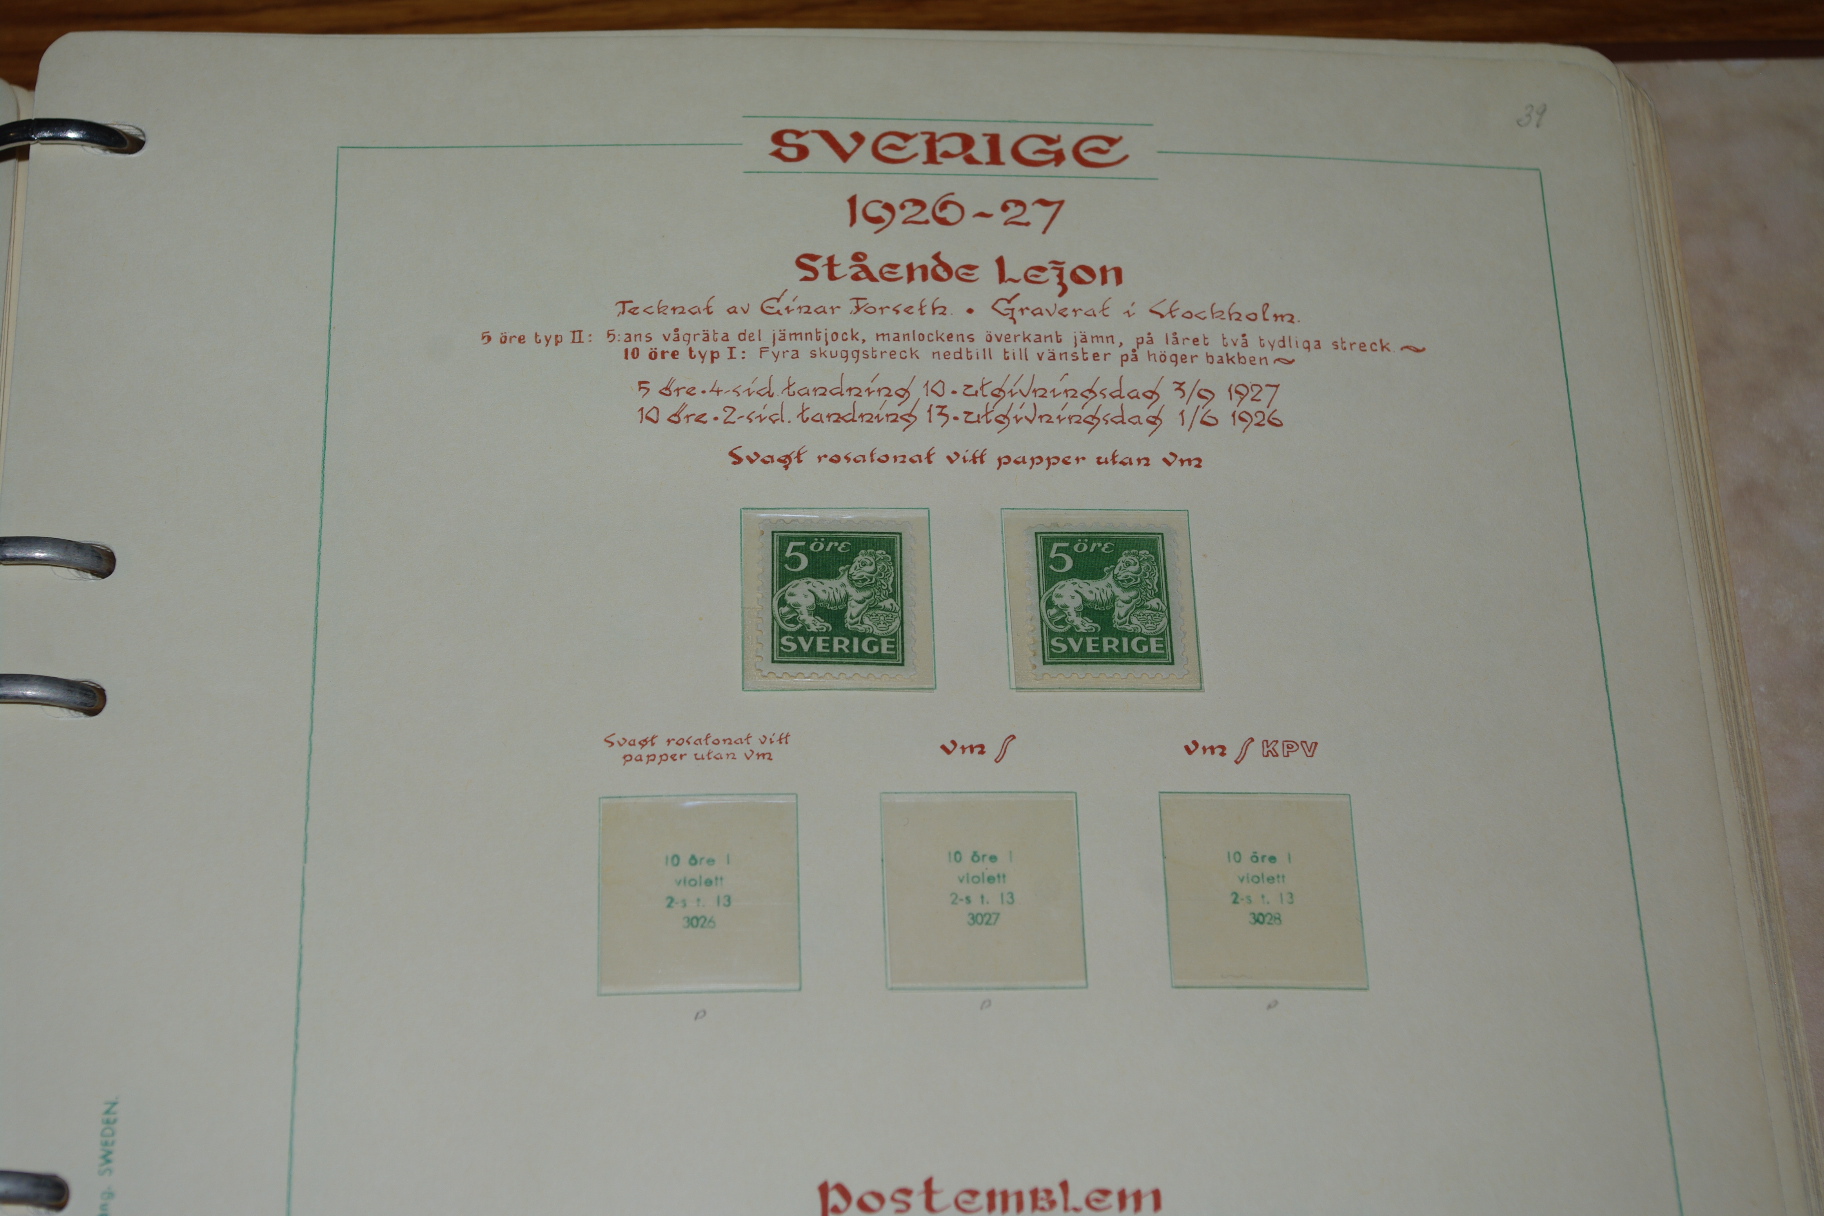 39
SVERIGE
1926-27
Stående Lejon
Tecknat av Einar Forseth. • Graverat i Stockholm.
5 öre typ II: 5:ans vågräta del jämntjock, manlockens överkant jämn, på låret två tydliga streck.
10 öre typ I: Fyra skuggstreck nedtill till vänster på höger bakben
5 öre • 4-sid. tandning 10 • utgivningsdag 3/9 1927
10 öre • 2-sid. tandning 13 • utgivningsdag 1/6 1926
Svagt rosatonat vitt papper utan vm
5 öre
SVERIGE
5 öre
SVERIGE
Svagt rosatonat vitt
papper utan vm
vm ʃ
vm ʃ KPV
10 öre I
violett
2-s t. 13
3026
10 öre I
violett
2-s t. 13
3027
10 öre I
violett
2-s t. 13
3028
Postemblem
ing. SWEDEN.